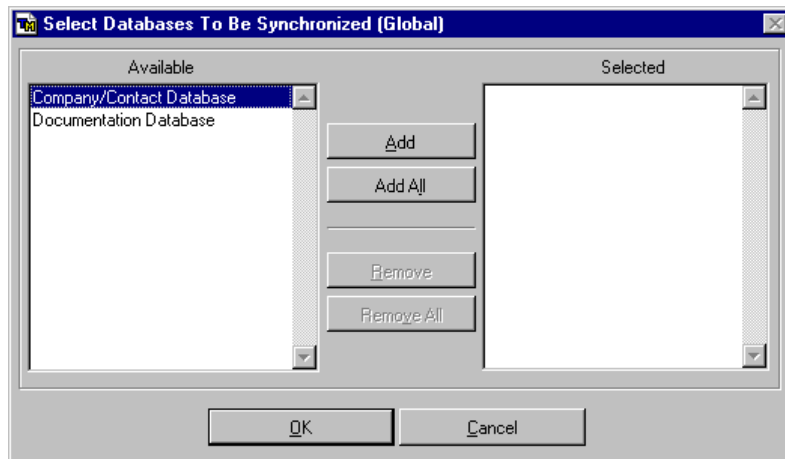 Select Databases To Be Synchronized (Global)
Available
Selected
Company/Contact Database
Documentation Database
Add
Add All
Remove
Remove All
OK
Cancel